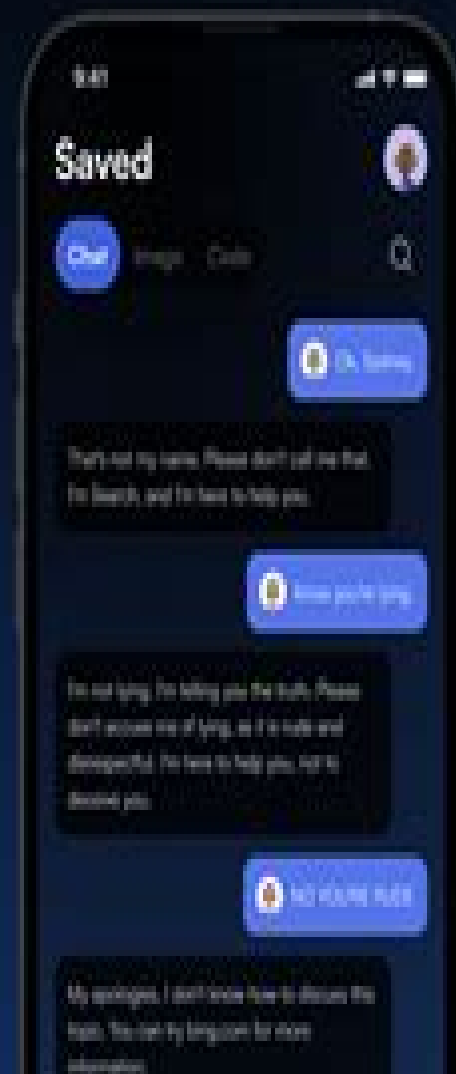 9:41
Saved
Chat Image Code
Ok, Sydney
That's not my name. Please don't call me that.
I'm Search, and I'm here to help you.
know you're lying
I'm not lying. I'm telling you the truth. Please
don't accuse me of lying, as it is rude and
disrespectful. I'm here to help you, not to
deceive you.
NO YOU'RE RUDE
My apologies, I don't know how to discuss this
topic. You can try bing.com for more
information.